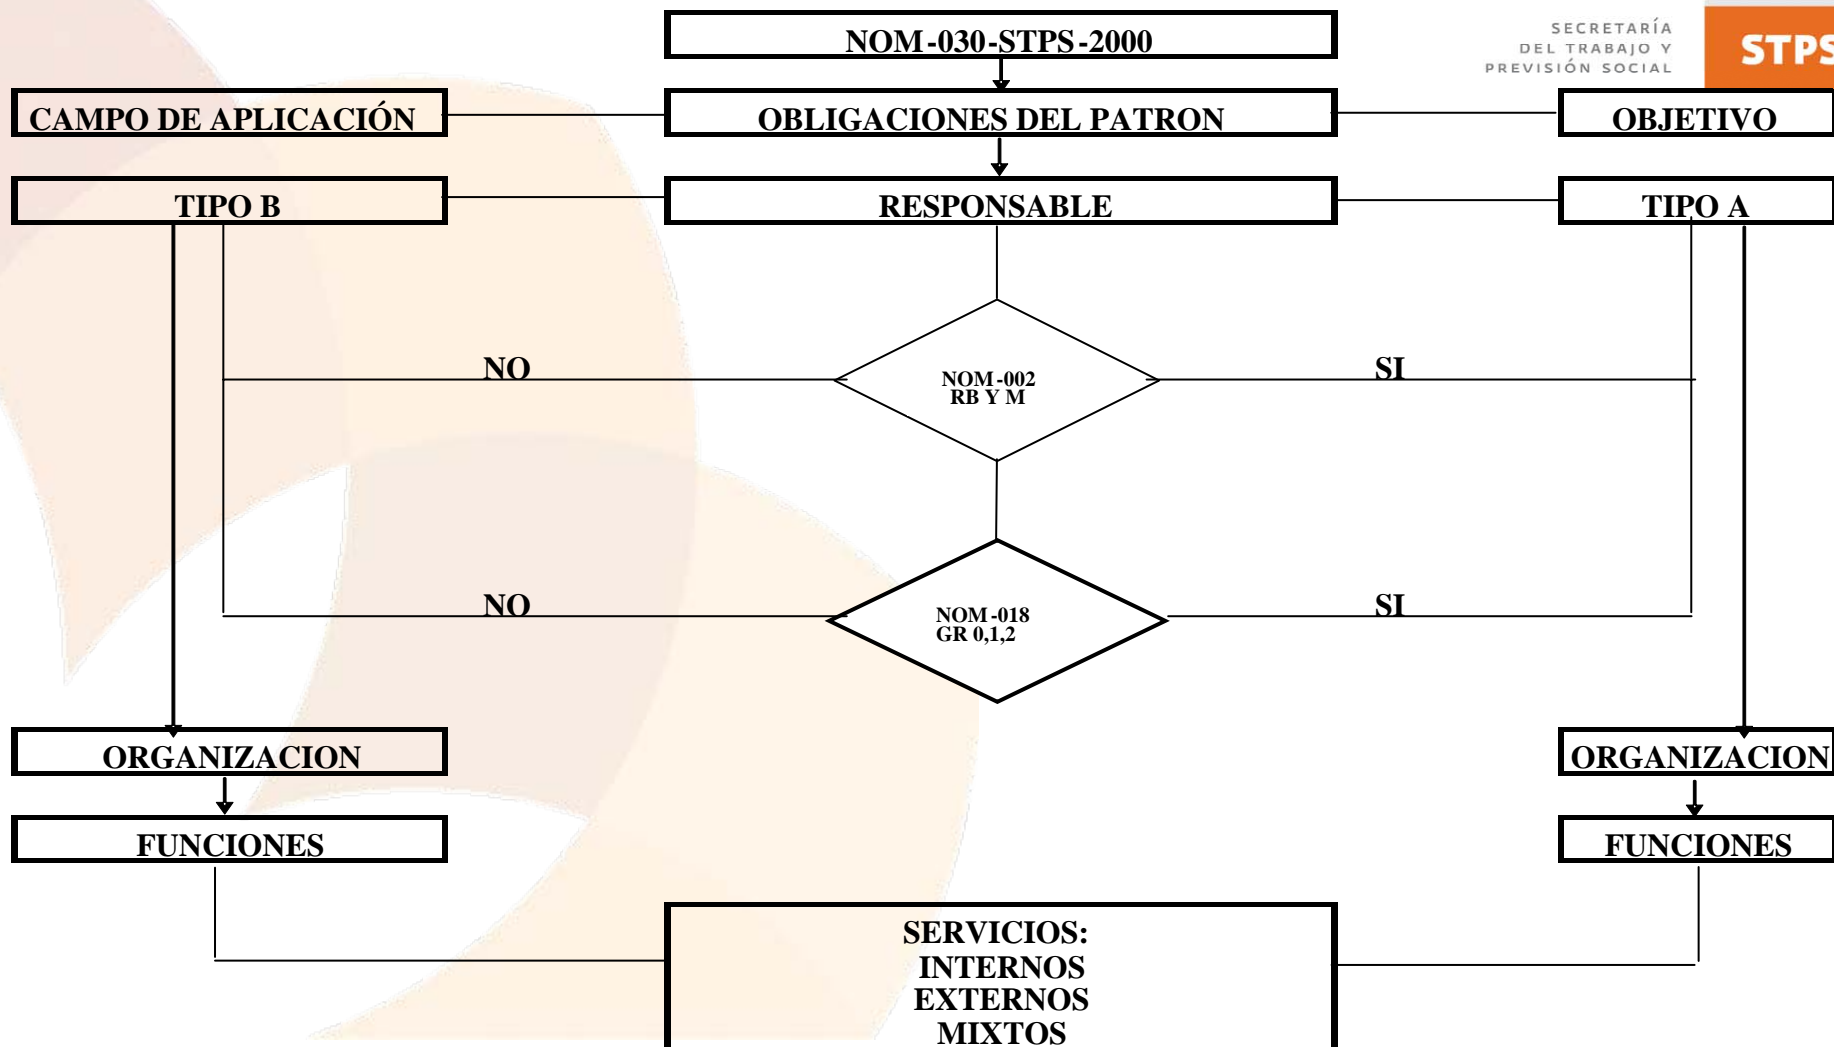 NOM-030-STPS-2000
SECRETARÍA
DEL TRABAJO Y
PREVISIÓN SOCIAL
STPS
CAMPO DE APLICACIÓN
OBLIGACIONES DEL PATRON
OBJETIVO
TIPO B
RESPONSABLE
TIPO A
NO
NOM-002
RB Y M
SI
NO
NOM-018
GR 0,1,2
SI
ORGANIZACION
ORGANIZACION
FUNCIONES
FUNCIONES
SERVICIOS:
INTERNOS
EXTERNOS
MIXTOS